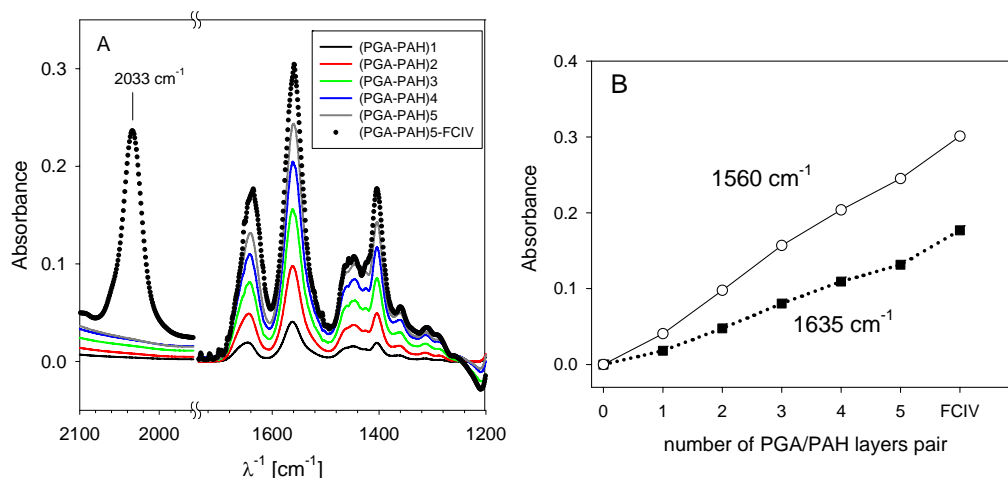 A
2033 cm⁻¹
(PGA-PAH)1
(PGA-PAH)2
(PGA-PAH)3
(PGA-PAH)4
(PGA-PAH)5
(PGA-PAH)5-FCIV
Absorbance
0.3
0.2
0.1
0.0
2100 2000 1600 1400 1200
λ⁻¹ [cm⁻¹]
B
1560 cm⁻¹
1635 cm⁻¹
Absorbance
0.4
0.3
0.2
0.1
0.0
0 1 2 3 4 5 FCIV
number of PGA/PAH layers pair